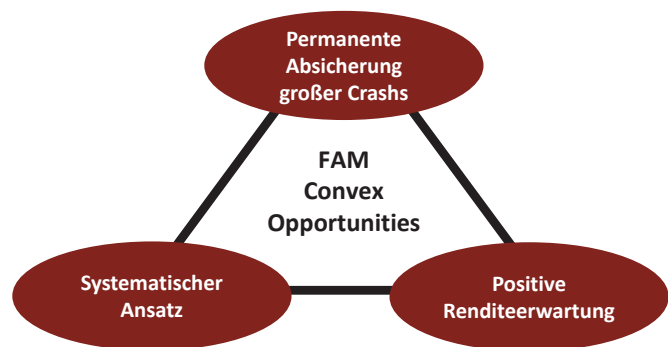 Permanente
Absicherung
großer Crashs
FAM
Convex
Opportunities
Systematischer
Ansatz
Positive
Renditeerwartung